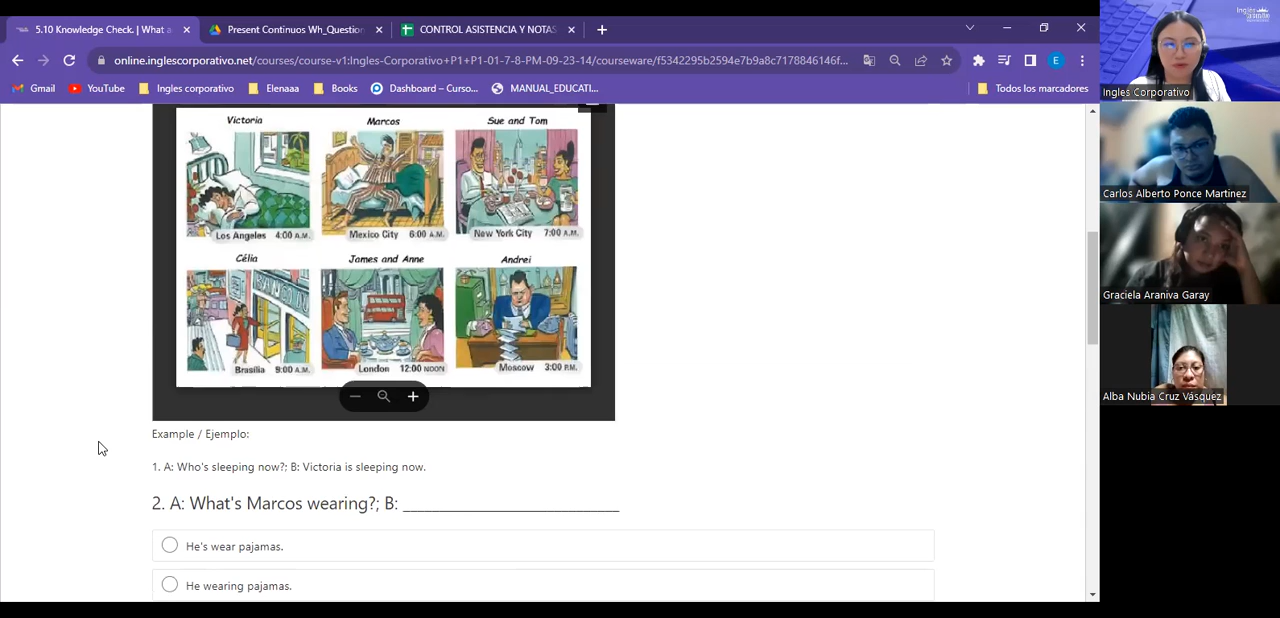 5.10 Knowledge Check. | What a
Present Continuos Wh_Question
CONTROL ASISTENCIA Y NOTAS
online.inglescorporativo.net/courses/course-v1:Ingles-Corporativo+P1+P1-01-7-8-PM-09-23-14/courseware/f5342295b2594e7b9a8c7178846146f...
E
Gmail
YouTube
Ingles corporativo
Elenaaa
Books
Dashboard – Curso...
MANUAL_EDUCATI...
Todos los marcadores
Victoria
Marcos
Sue and Tom
Los Angeles 4:00 A.M.
Mexico City 6:00 A.M.
New York City 7:00 A.M.
Célia
James and Anne
Andrei
Brasília 9:00 A.M.
London 12:00 NOON
Moscow 3:00 P.M.
Example / Ejemplo:
1. A: Who's sleeping now?; B: Victoria is sleeping now.
2. A: What's Marcos wearing?; B: ____________________________
He's wear pajamas.
He wearing pajamas.
Ingles Corporativo
Carlos Alberto Ponce Martinez
Graciela Araniva Garay
Alba Nubia Cruz Vásquez